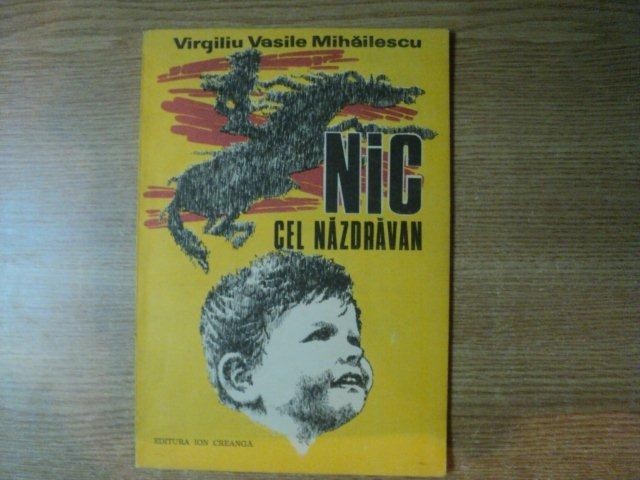 Virgiliu Vasile Mihăilescu
NiC
CEL NĂZDRĂVAN
EDITURA ION CREANGĂ